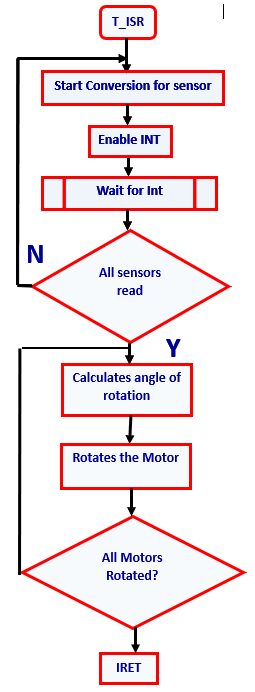 T_ISR
Start Conversion for sensor
Enable INT
Wait for Int
N
All sensors
read
Y
Calculates angle of
rotation
Rotates the Motor
All Motors
Rotated?
IRET